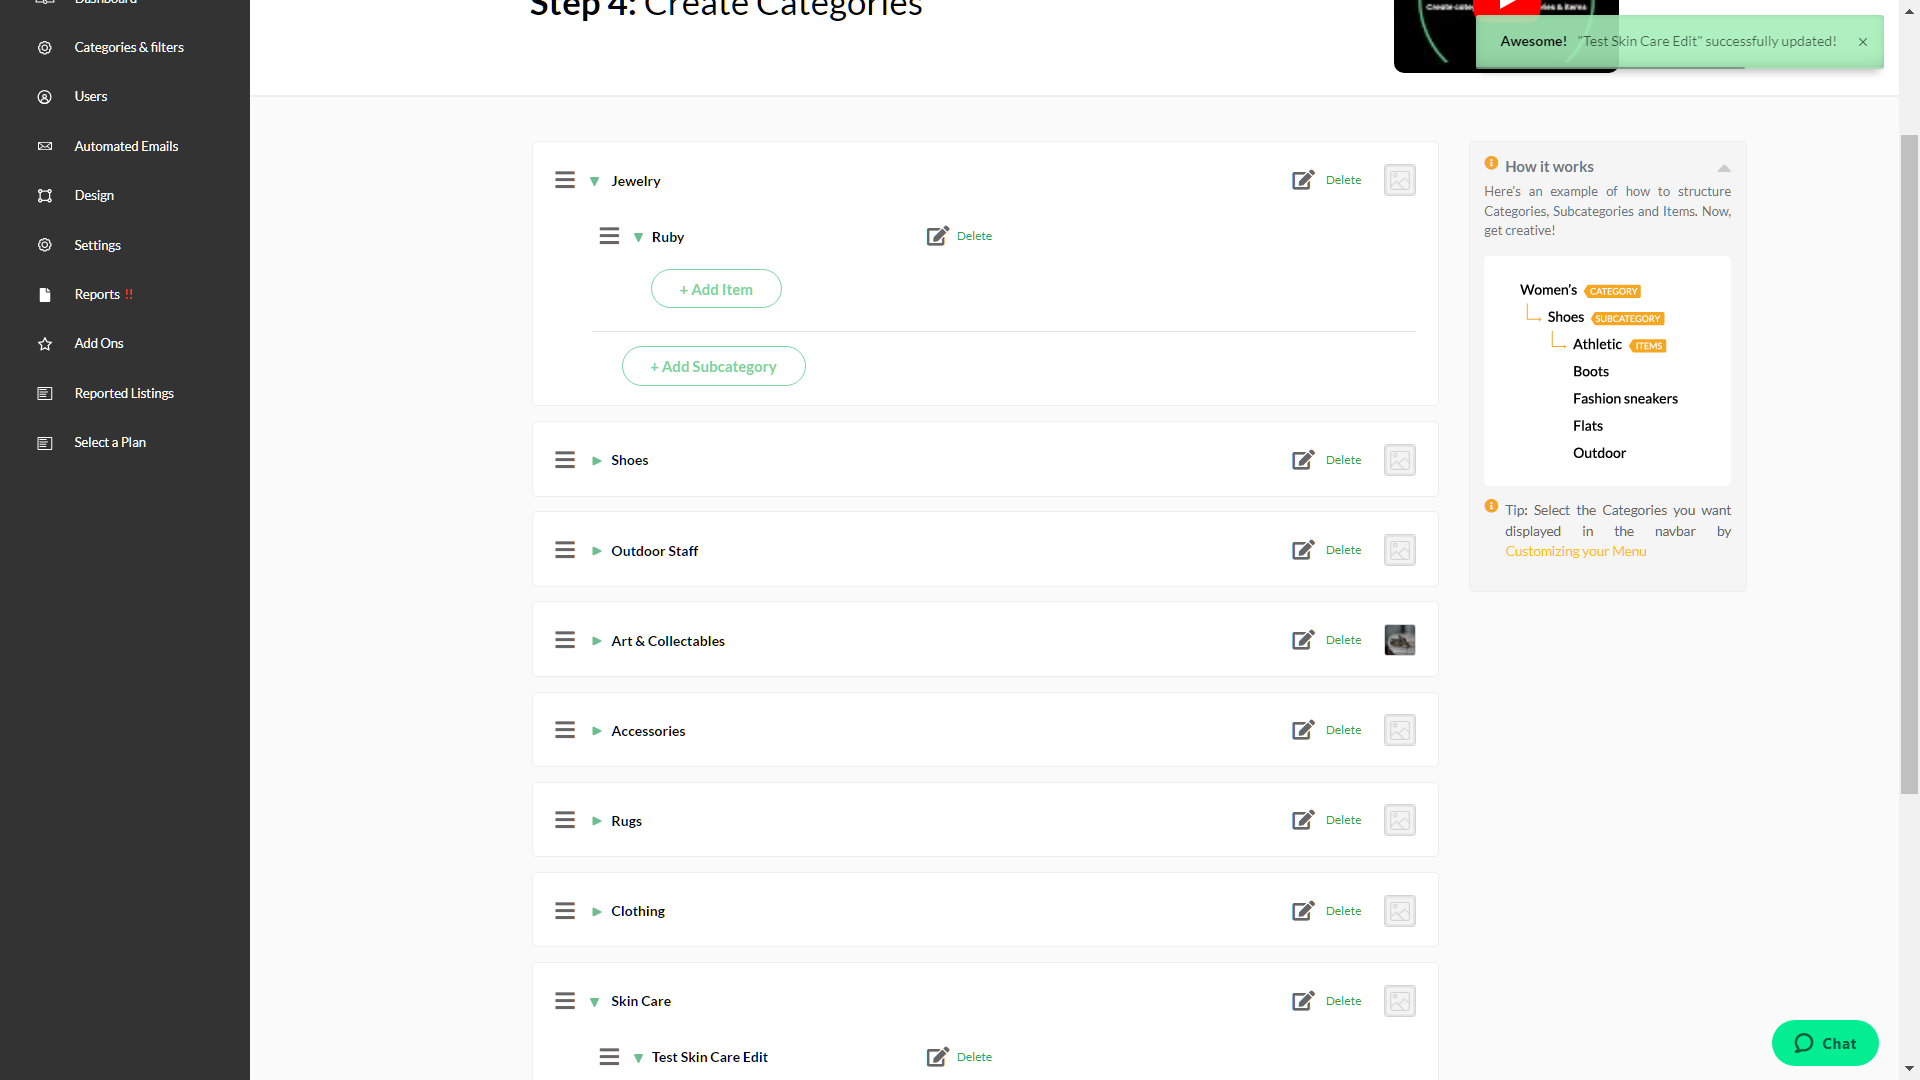 Dashboard
Categories & filters
Users
Automated Emails
Design
Settings
Reports !!
Add Ons
Reported Listings
Select a Plan
Step 4: Create Categories
Awesome! "Test Skin Care Edit" successfully updated! ×
Jewelry Delete
Ruby Delete
+ Add Item
+ Add Subcategory
Shoes Delete
Outdoor Staff Delete
Art & Collectables Delete
Accessories Delete
Rugs Delete
Clothing Delete
Skin Care Delete
Test Skin Care Edit Delete
How it works
Here's an example of how to structure
Categories, Subcategories and Items. Now,
get creative!
Women's CATEGORY
Shoes SUBCATEGORY
Athletic ITEMS
Boots
Fashion sneakers
Flats
Outdoor
Tip: Select the Categories you want
displayed in the navbar by
Customizing your Menu
Chat